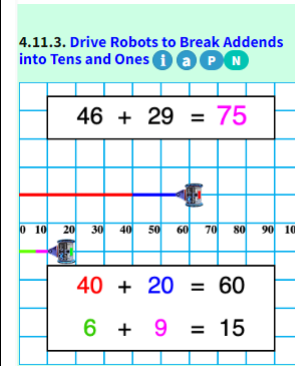 4.11.3. Drive Robots to Break Addends
into Tens and Ones i a P N
46 + 29 = 75
0 10 20 30 40 50 60 70 80 90 10
40 + 20 = 60
6 + 9 = 15